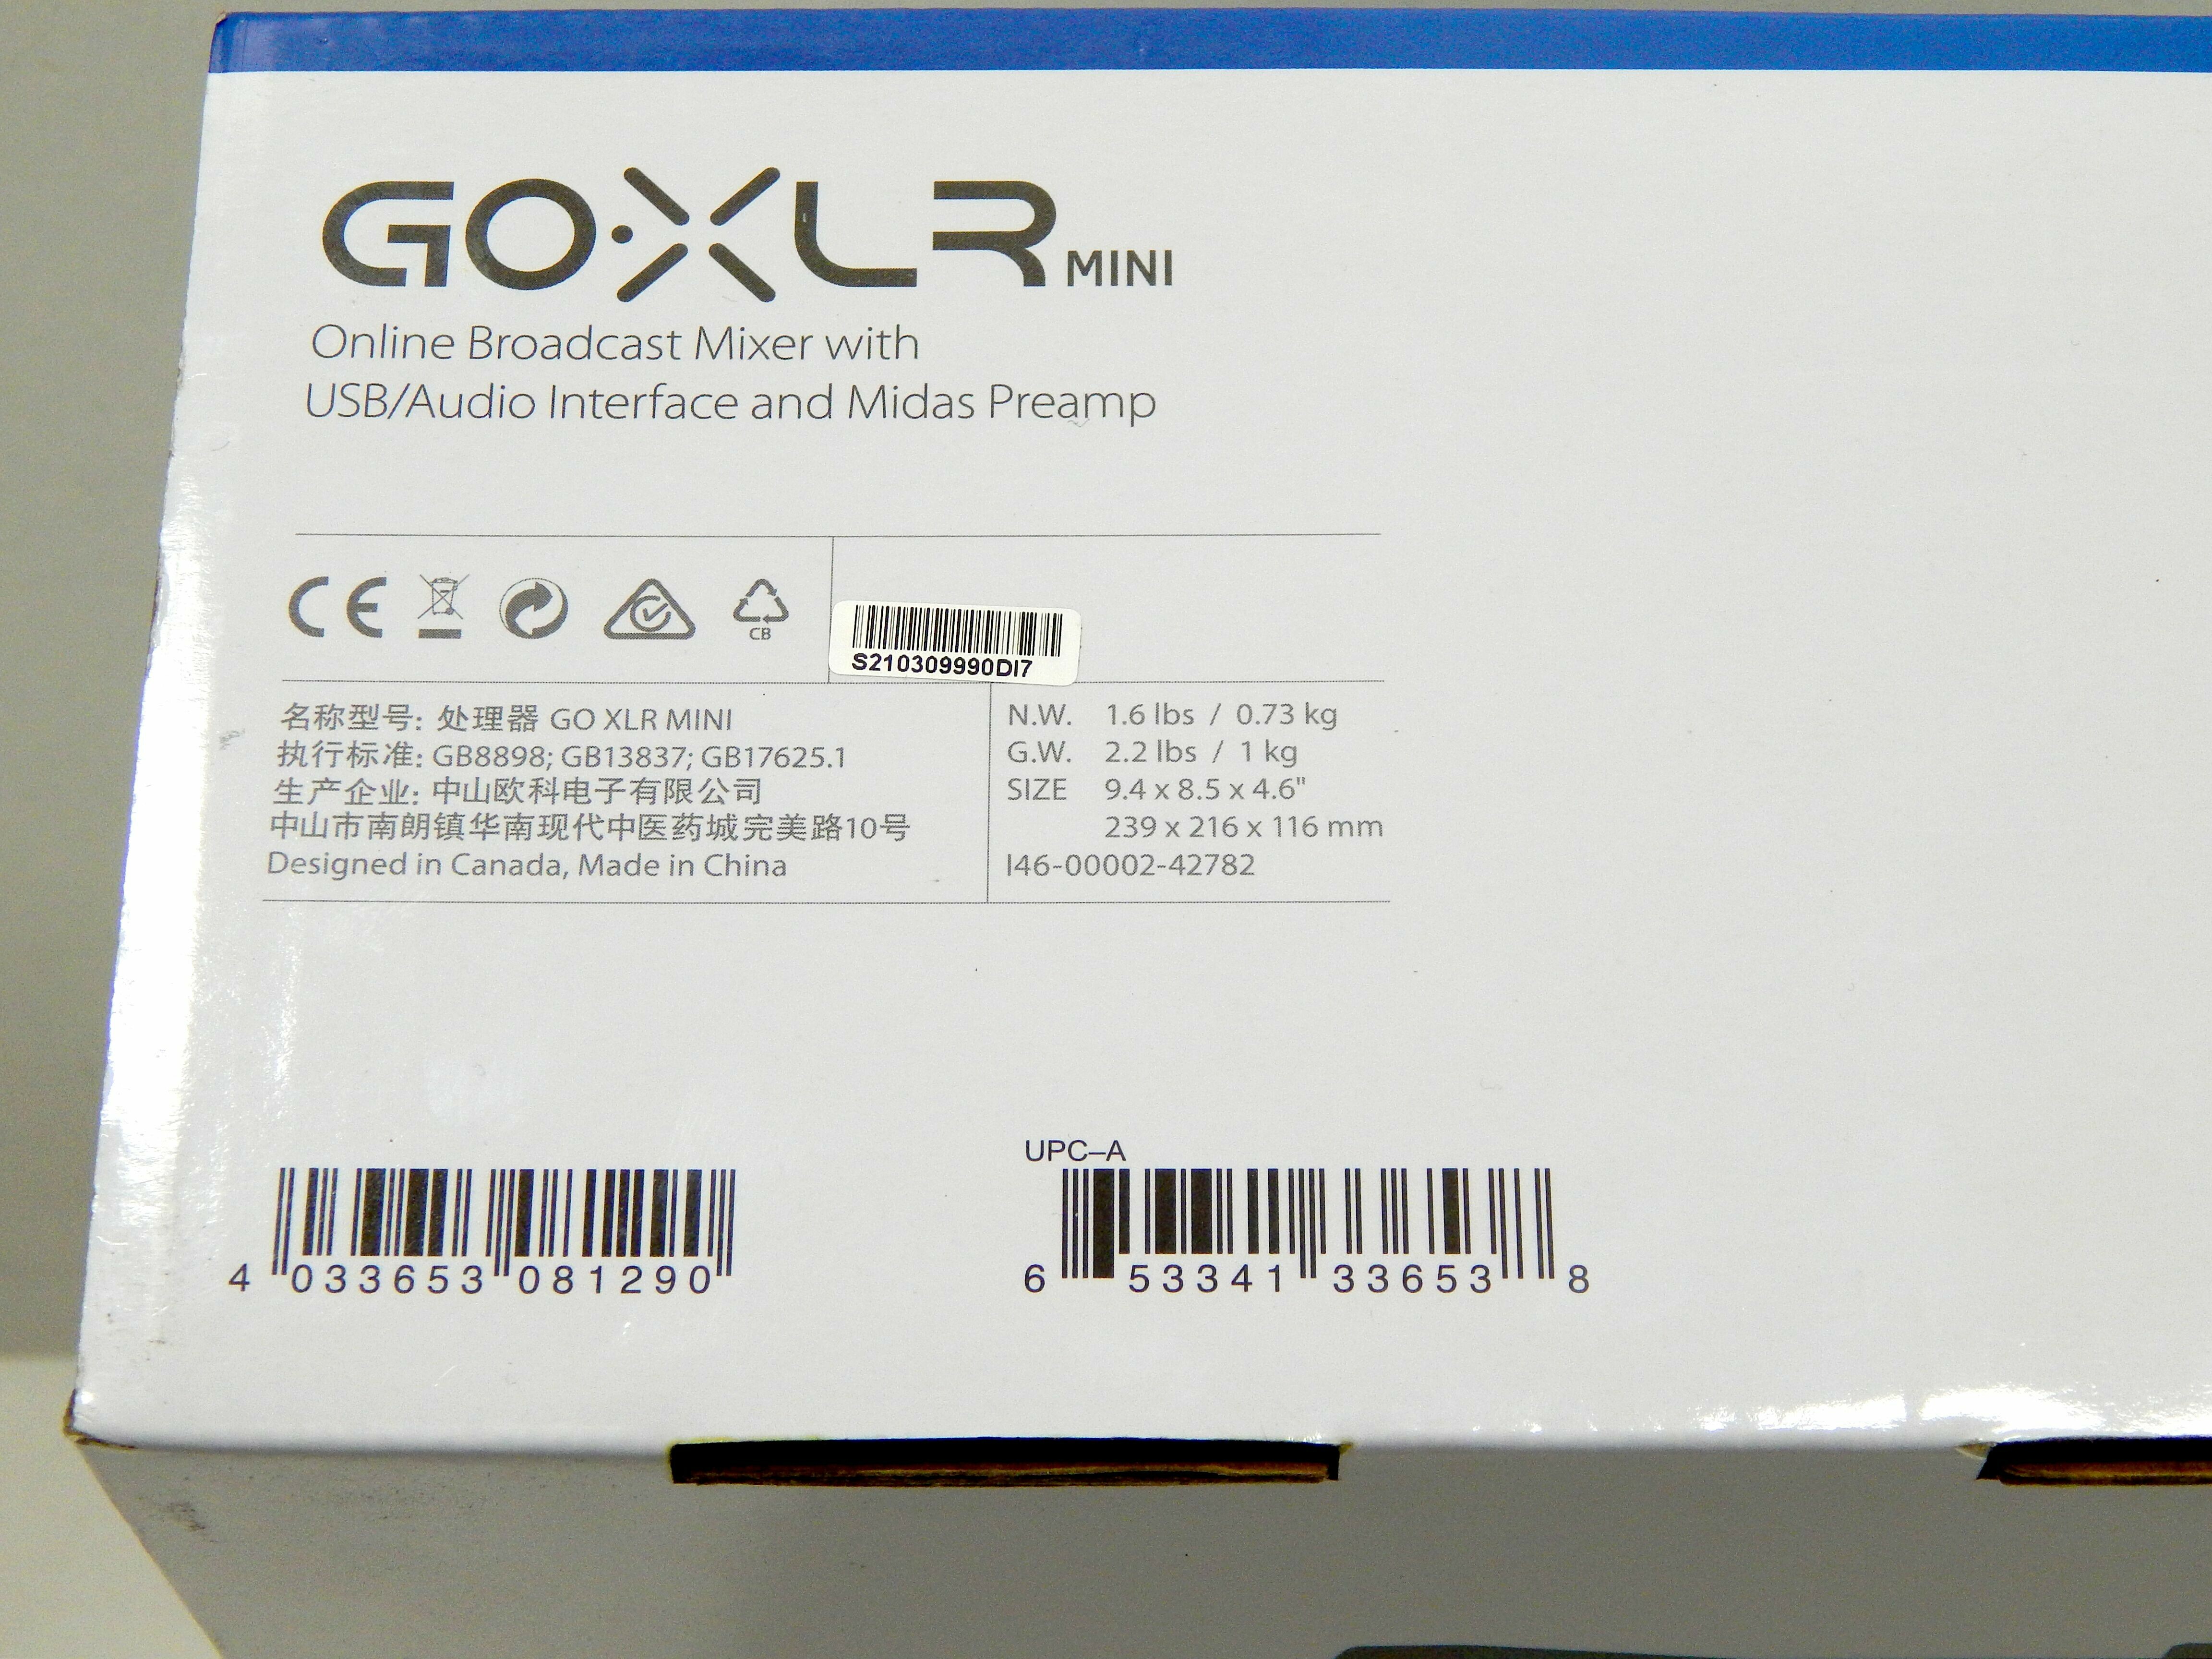 GO·XLR MINI
Online Broadcast Mixer with
USB/Audio Interface and Midas Preamp
CE
CB
S210309990DI7
名称型号: 处理器 GO XLR MINI
执行标准: GB8898; GB13837; GB17625.1
生产企业: 中山欧科电子有限公司
中山市南朗镇华南现代中医药城完美路10号
Designed in Canada, Made in China
N.W. 1.6 lbs / 0.73 kg
G.W. 2.2 lbs / 1 kg
SIZE 9.4 x 8.5 x 4.6"
239 x 216 x 116 mm
I46-00002-42782
4 033653 081290
UPC–A
6 53341 33653 8